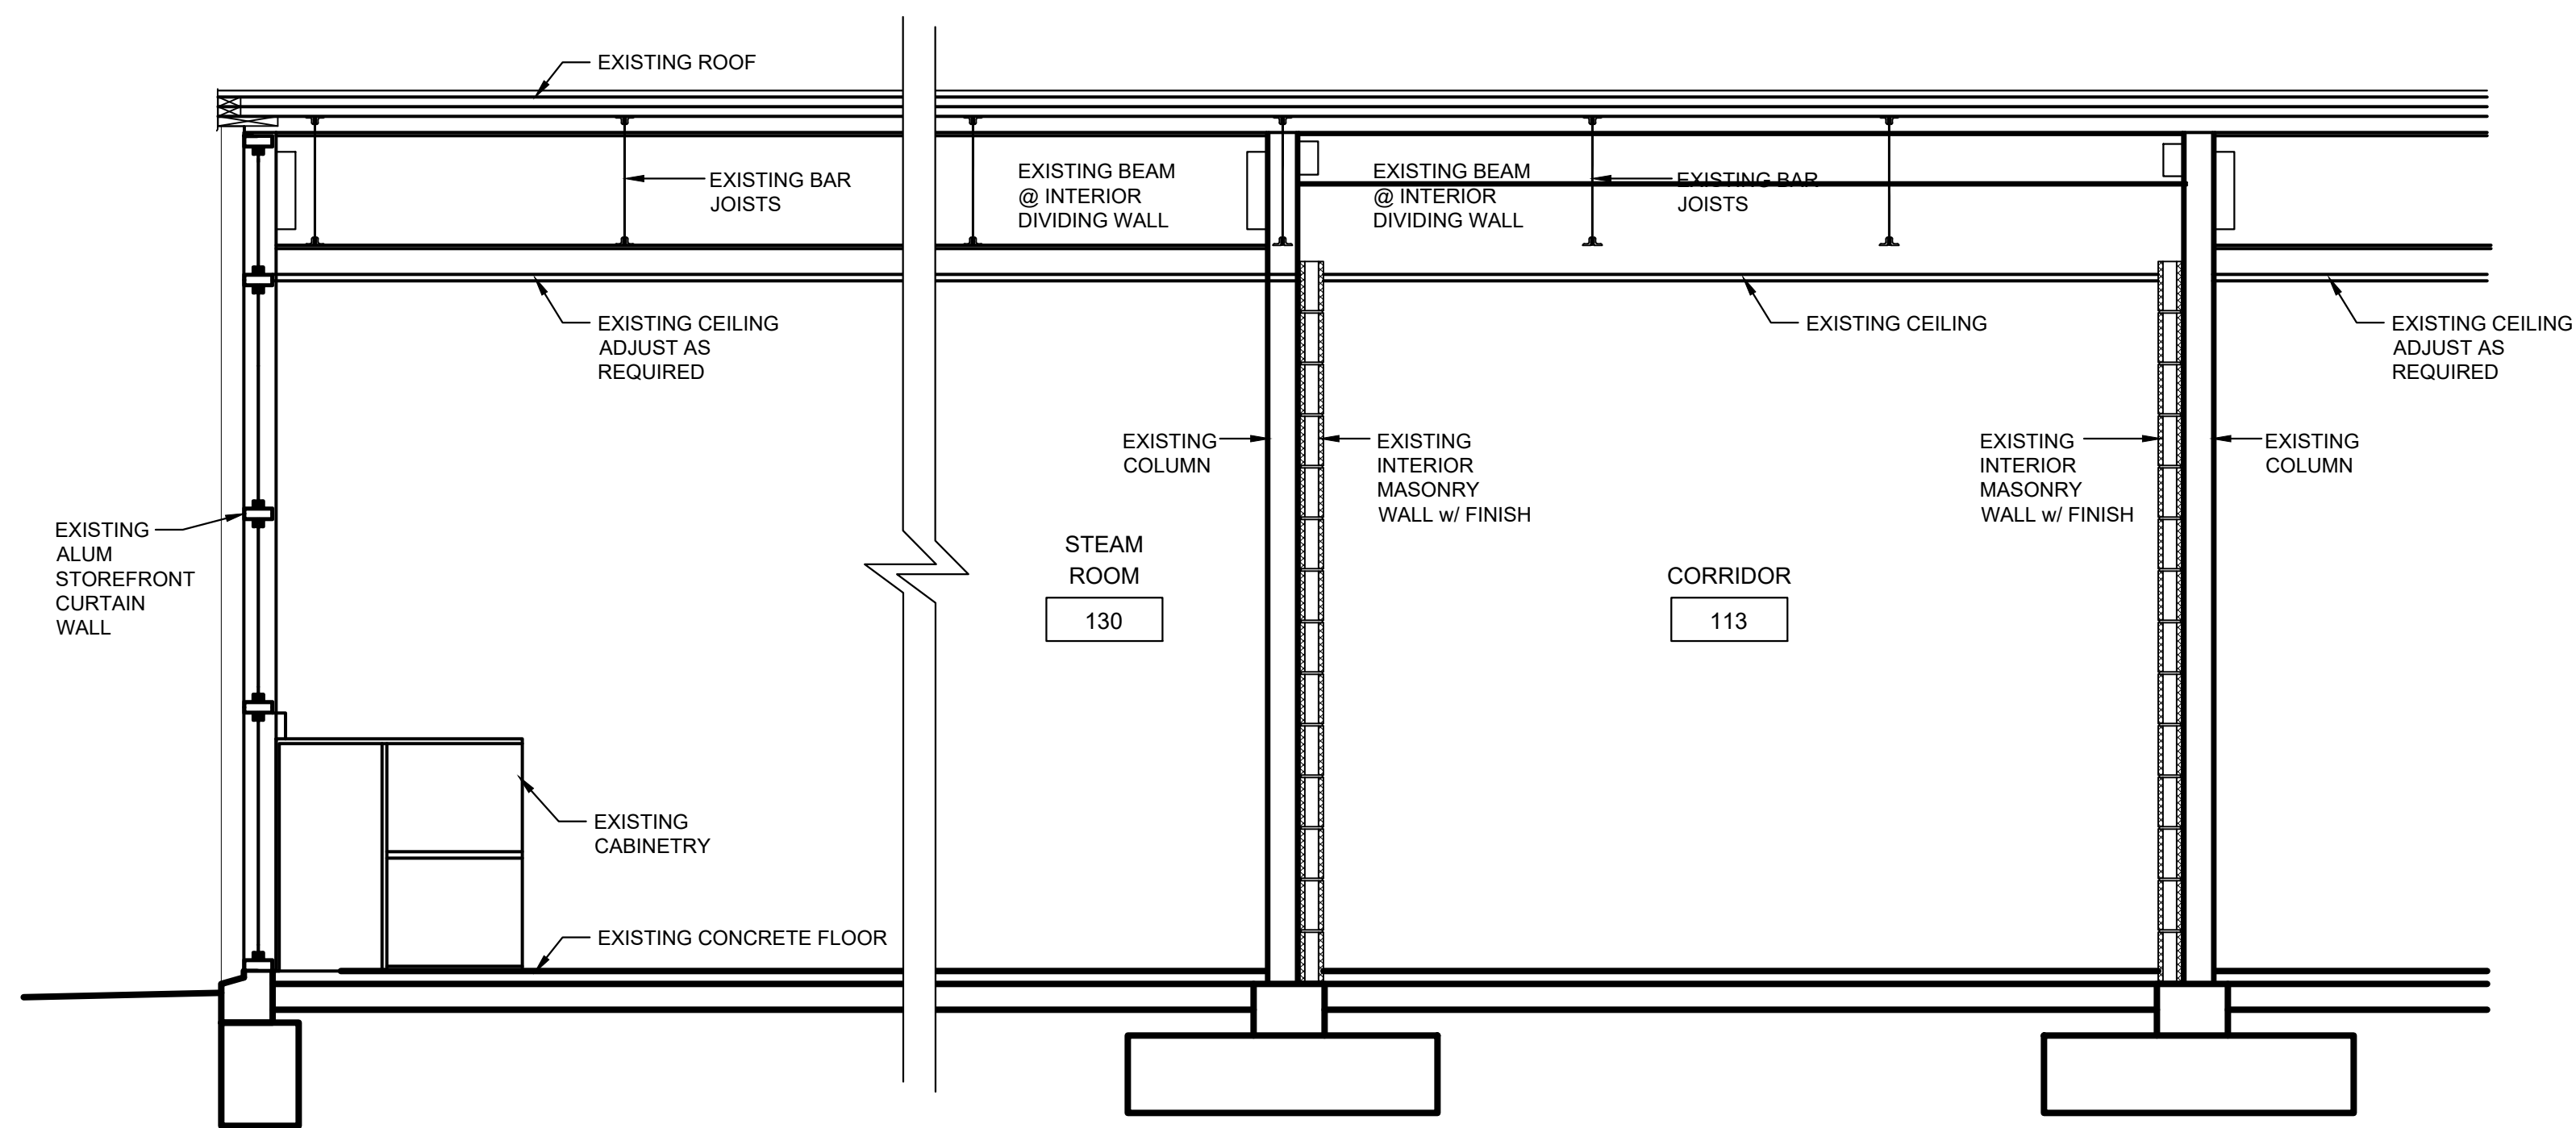 EXISTING ROOF
EXISTING BAR
JOISTS
EXISTING BEAM
@ INTERIOR
DIVIDING WALL
EXISTING BEAM
@ INTERIOR
DIVIDING WALL
EXISTING BAR
JOISTS
EXISTING CEILING
ADJUST AS
REQUIRED
EXISTING CEILING
EXISTING CEILING
ADJUST AS
REQUIRED
EXISTING
COLUMN
EXISTING
INTERIOR
MASONRY
WALL w/ FINISH
EXISTING
INTERIOR
MASONRY
WALL w/ FINISH
EXISTING
COLUMN
EXISTING
ALUM
STOREFRONT
CURTAIN
WALL
STEAM
ROOM
130
CORRIDOR
113
EXISTING
CABINETRY
EXISTING CONCRETE FLOOR